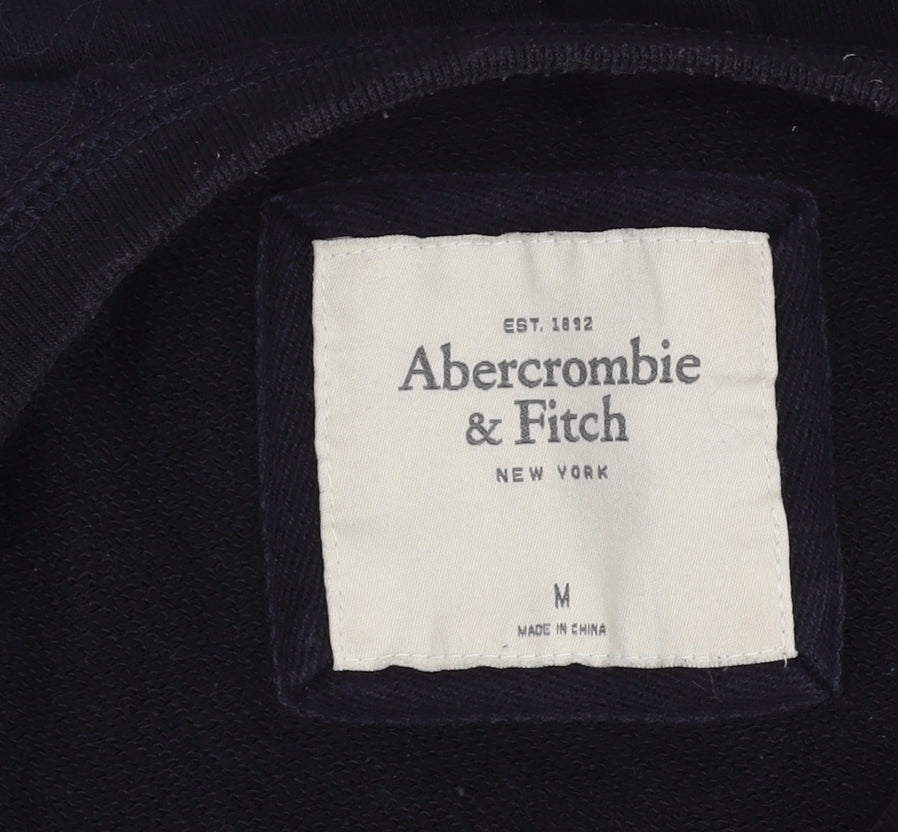 EST. 1892
Abercrombie
& Fitch
NEW YORK
M
MADE IN CHINA